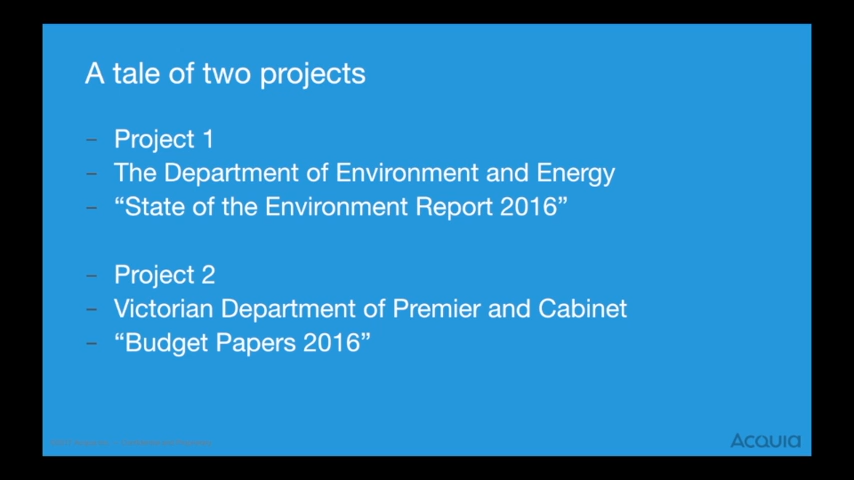 A tale of two projects
– Project 1
– The Department of Environment and Energy
– “State of the Environment Report 2016”
– Project 2
– Victorian Department of Premier and Cabinet
– “Budget Papers 2016”
Acquia